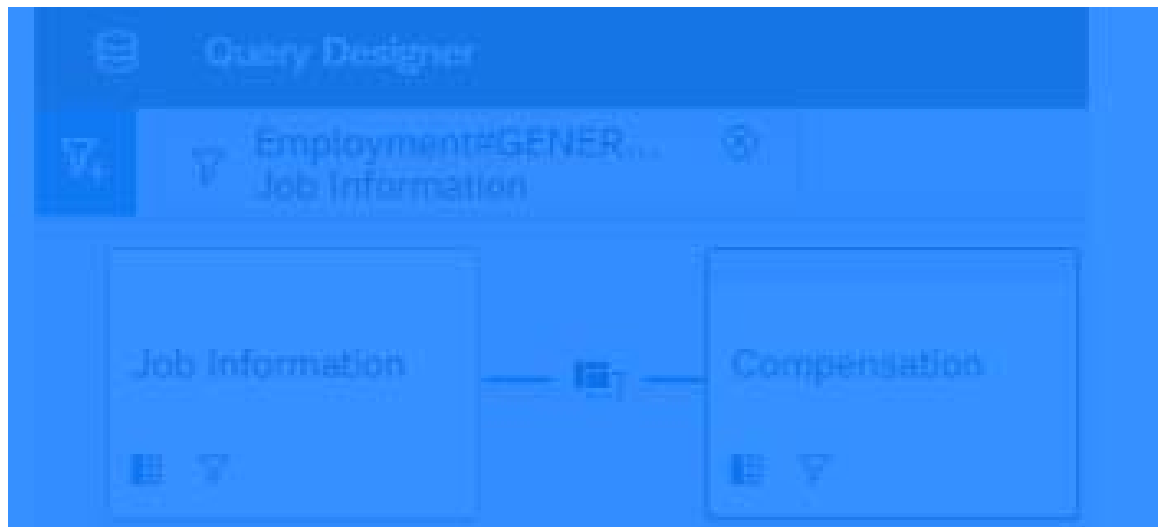 Query Designer
Employment#GENER...
Job Information
Job Information
Compensation